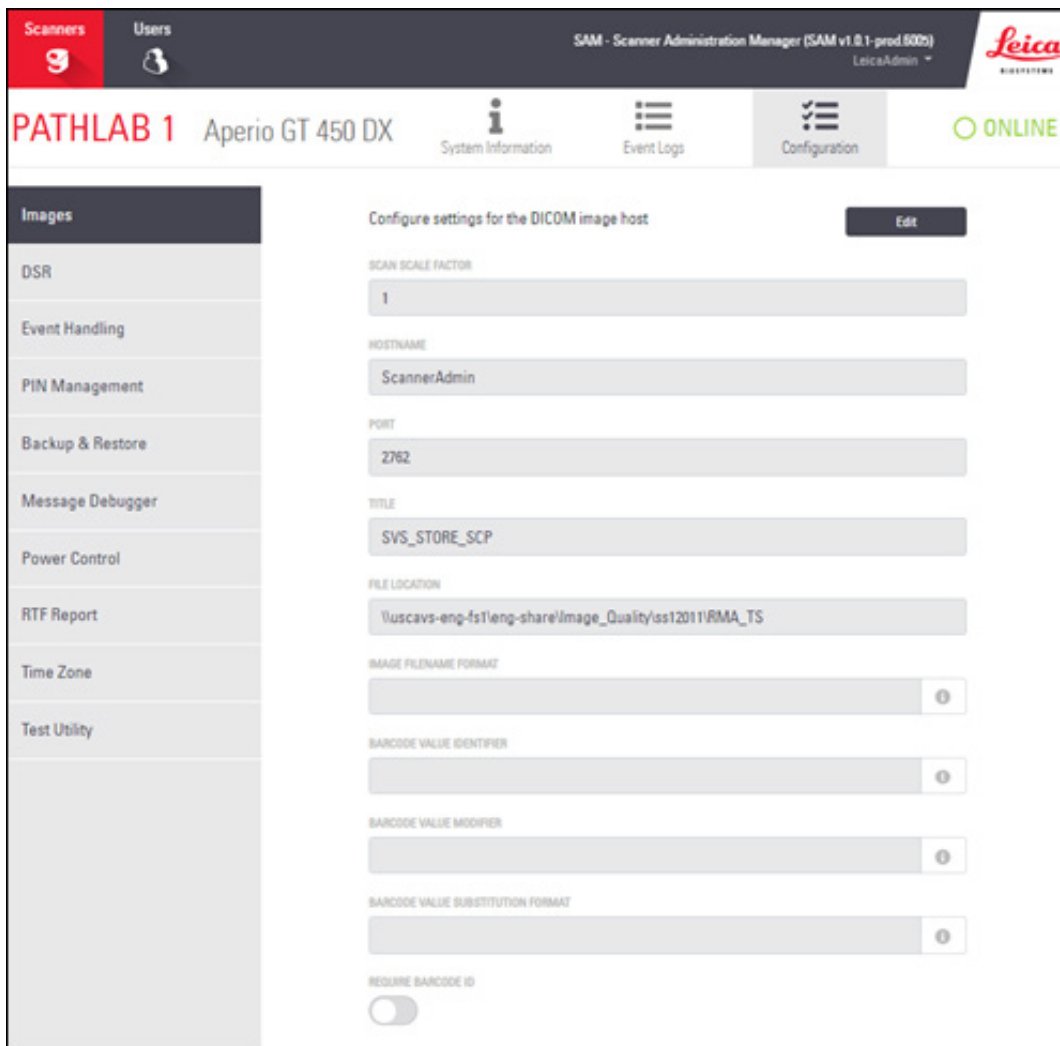 Scanners
Users
SAM - Scanner Administration Manager (SAM v1.0.1-prod.6005)
LeicaAdmin
Leica
BIOSYSTEMS
PATHLAB 1
Aperio GT 450 DX
System Information
Event Logs
Configuration
ONLINE
Images
DSR
Event Handling
PIN Management
Backup & Restore
Message Debugger
Power Control
RTF Report
Time Zone
Test Utility
Configure settings for the DICOM image host
Edit
SCAN SCALE FACTOR
1
HOSTNAME
ScannerAdmin
PORT
2762
TITLE
SVS_STORE_SCP
FILE LOCATION
\\uscavs-eng-fs1\eng-share\Image_Quality\ss12011\RMA_TS
IMAGE FILENAME FORMAT
BARCODE VALUE IDENTIFIER
BARCODE VALUE MODIFIER
BARCODE VALUE SUBSTITUTION FORMAT
REQUIRE BARCODE ID